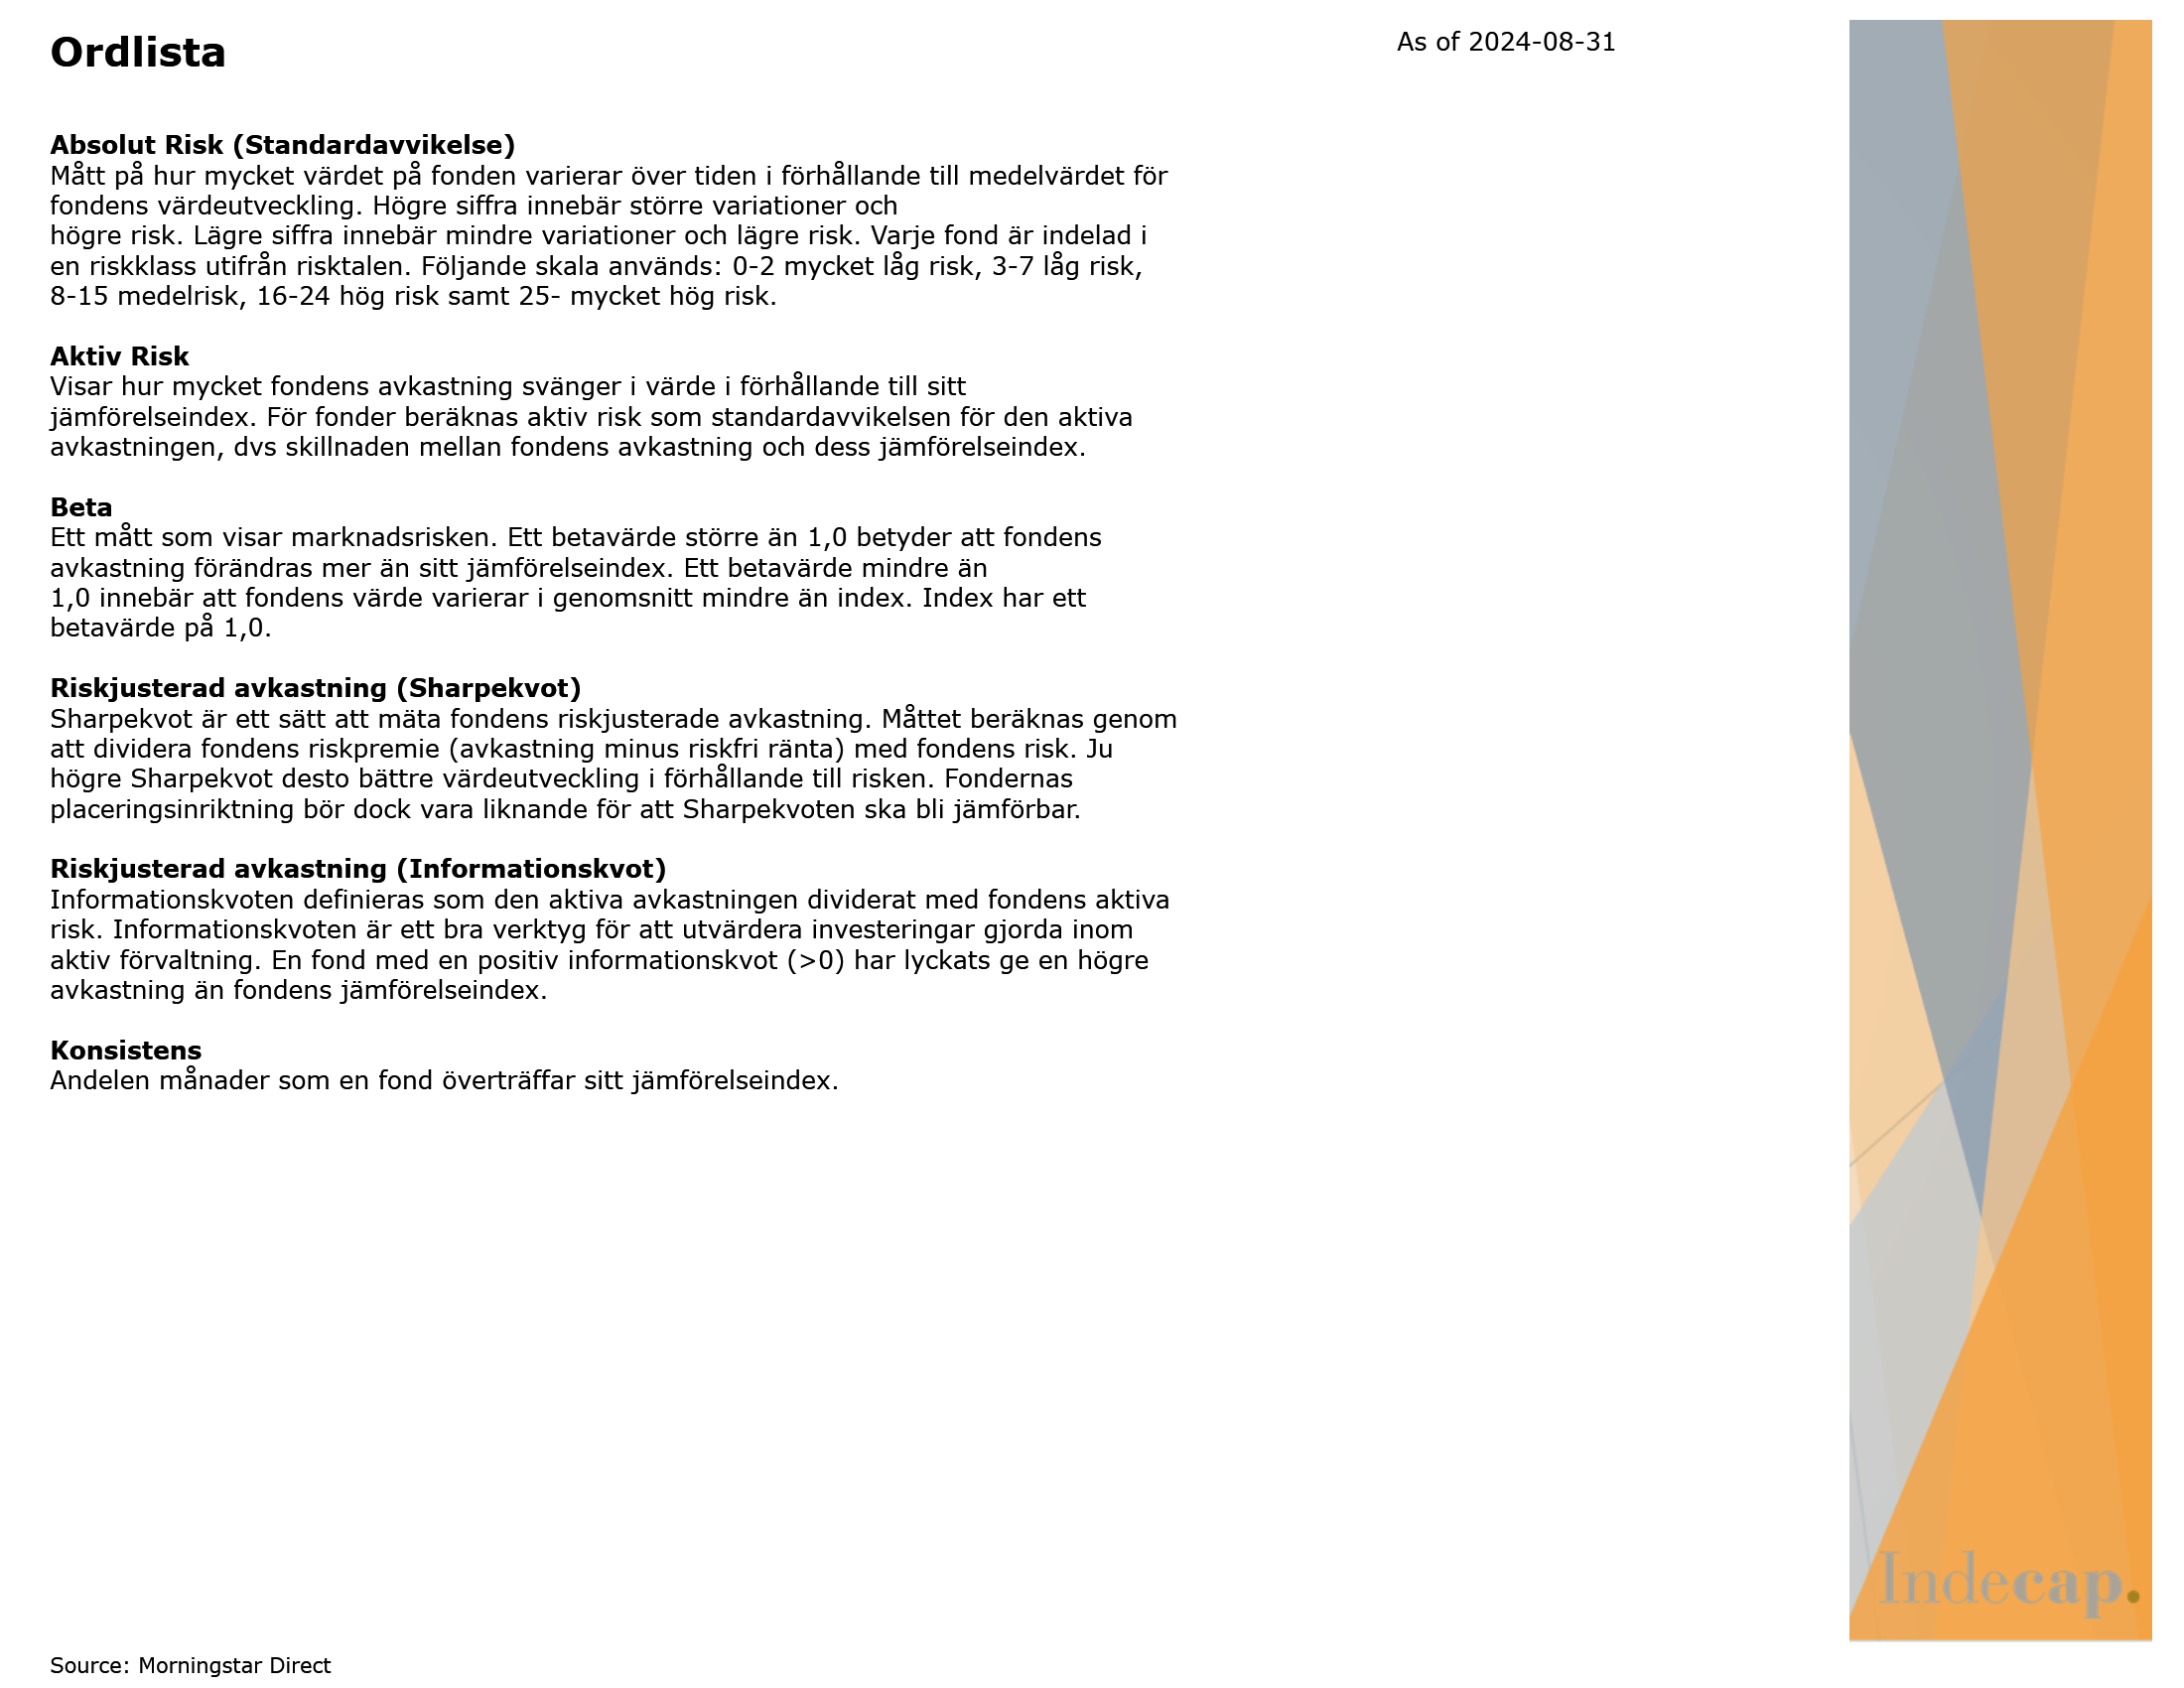 Ordlista
As of 2024-08-31
Absolut Risk (Standardavvikelse)
Mått på hur mycket värdet på fonden varierar över tiden i förhållande till medelvärdet för
fondens värdeutveckling. Högre siffra innebär större variationer och
högre risk. Lägre siffra innebär mindre variationer och lägre risk. Varje fond är indelad i
en riskklass utifrån risktalen. Följande skala används: 0-2 mycket låg risk, 3-7 låg risk,
8-15 medelrisk, 16-24 hög risk samt 25- mycket hög risk.
Aktiv Risk
Visar hur mycket fondens avkastning svänger i värde i förhållande till sitt
jämförelseindex. För fonder beräknas aktiv risk som standardavvikelsen för den aktiva
avkastningen, dvs skillnaden mellan fondens avkastning och dess jämförelseindex.
Beta
Ett mått som visar marknadsrisken. Ett betavärde större än 1,0 betyder att fondens
avkastning förändras mer än sitt jämförelseindex. Ett betavärde mindre än
1,0 innebär att fondens värde varierar i genomsnitt mindre än index. Index har ett
betavärde på 1,0.
Riskjusterad avkastning (Sharpekvot)
Sharpekvot är ett sätt att mäta fondens riskjusterade avkastning. Måttet beräknas genom
att dividera fondens riskpremie (avkastning minus riskfri ränta) med fondens risk. Ju
högre Sharpekvot desto bättre värdeutveckling i förhållande till risken. Fondernas
placeringsinriktning bör dock vara liknande för att Sharpekvoten ska bli jämförbar.
Riskjusterad avkastning (Informationskvot)
Informationskvoten definieras som den aktiva avkastningen dividerat med fondens aktiva
risk. Informationskvoten är ett bra verktyg för att utvärdera investeringar gjorda inom
aktiv förvaltning. En fond med en positiv informationskvot (>0) har lyckats ge en högre
avkastning än fondens jämförelseindex.
Konsistens
Andelen månader som en fond överträffar sitt jämförelseindex.
Indecap.
Source: Morningstar Direct